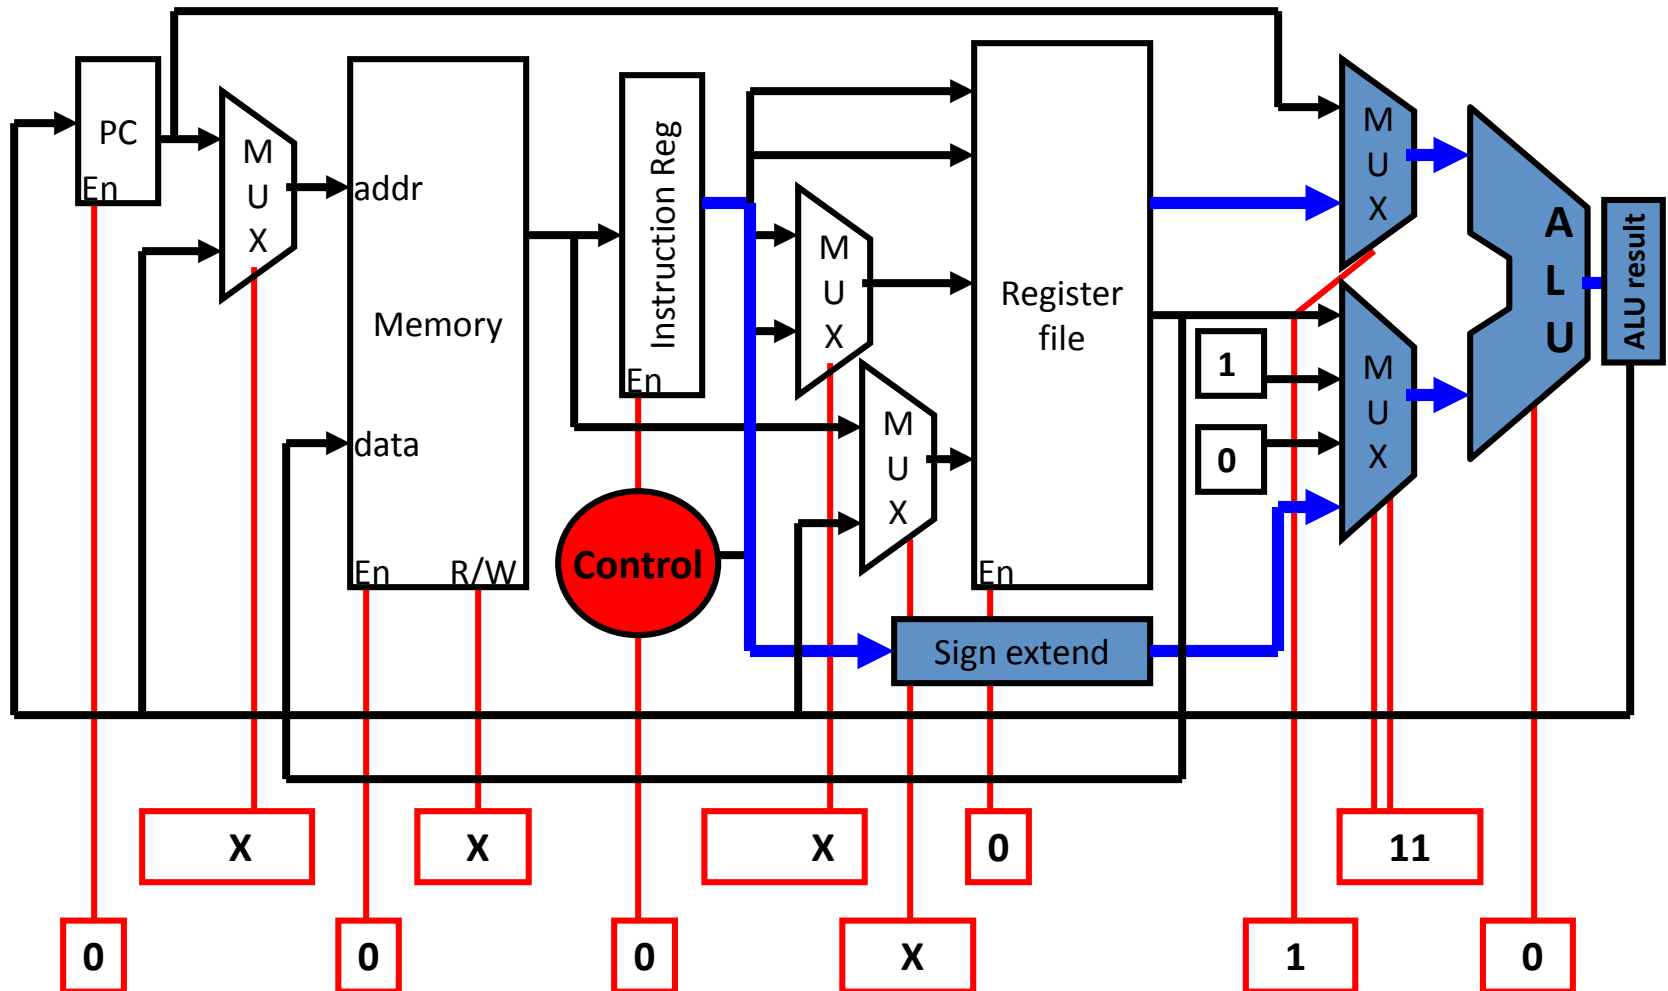 PC
En
M
U
X
addr
Memory
data
En
R/W
Instruction Reg
En
Control
M
U
X
M
U
X
Register
file
En
Sign extend
1
0
M
U
X
M
U
X
A
L
U
ALU result
X
X
X
0
11
0
0
0
X
1
0